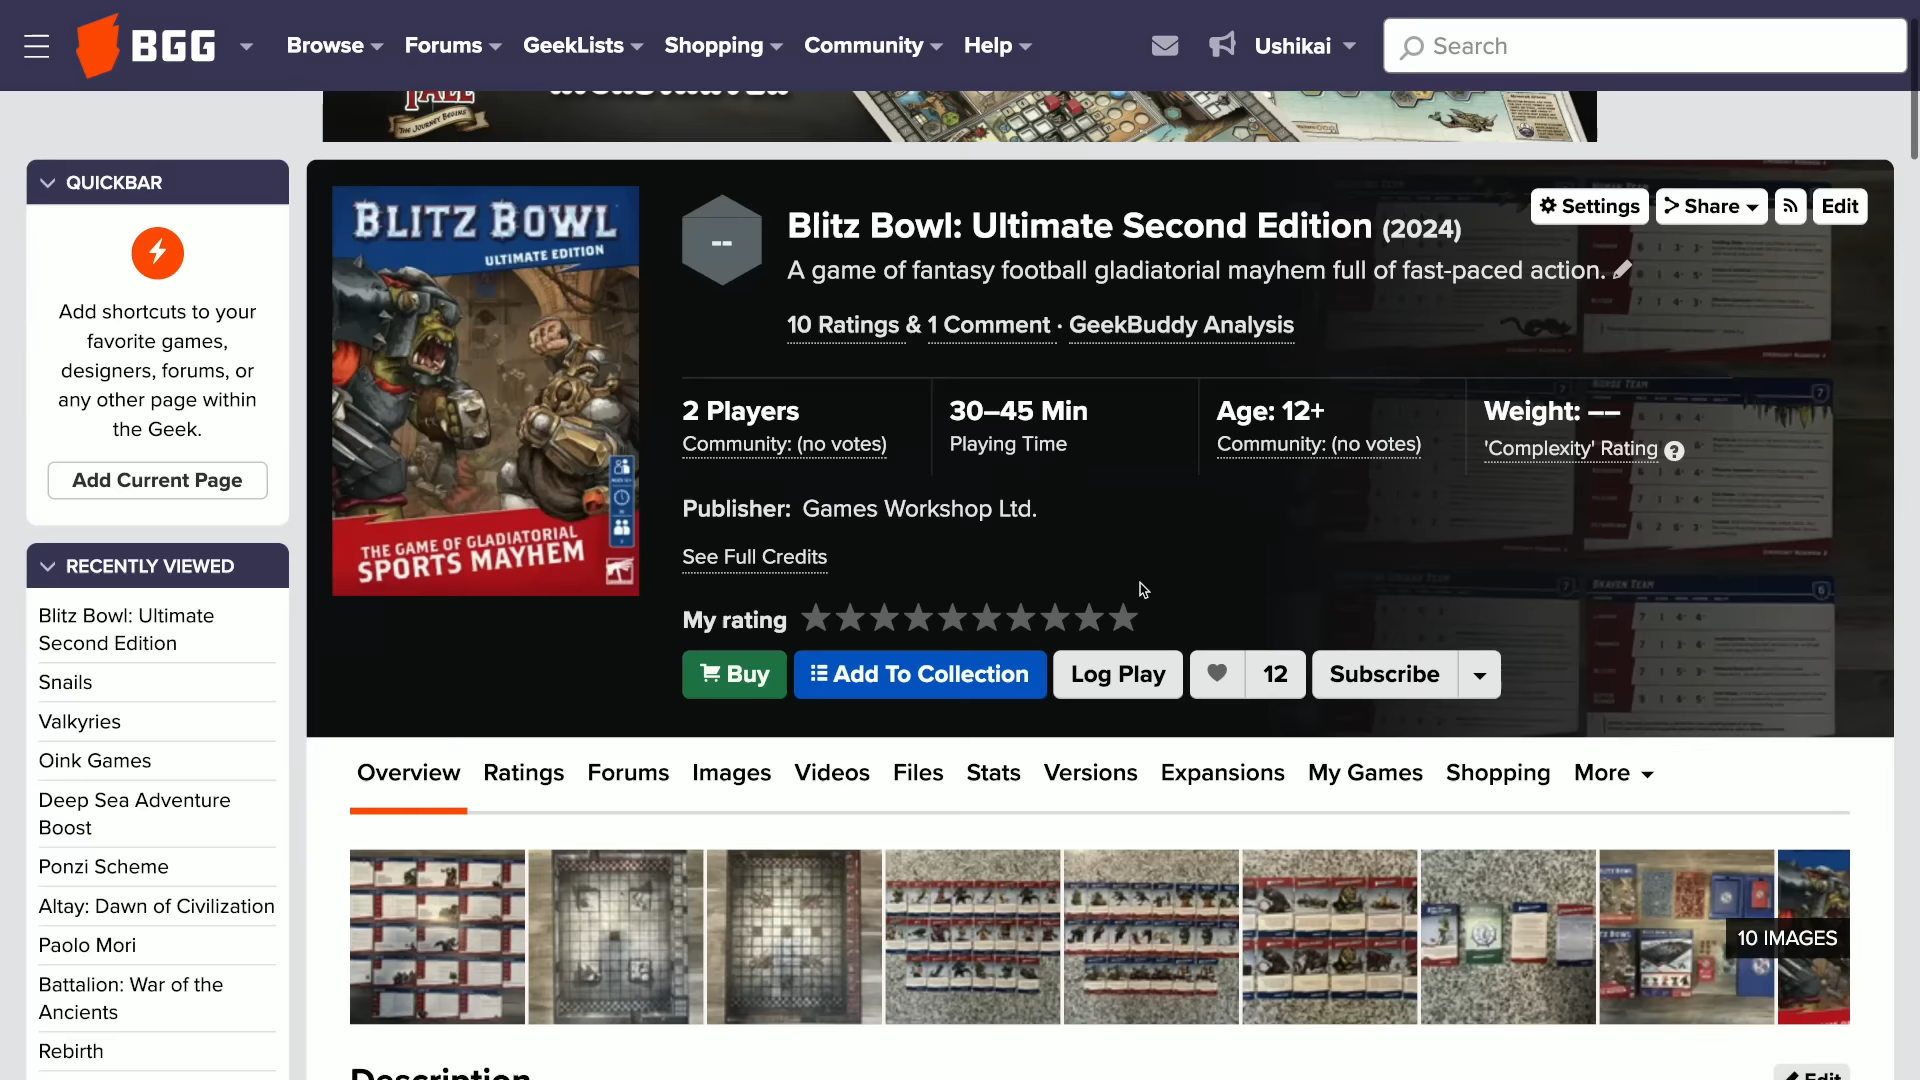 BGG
Browse
Forums
GeekLists
Shopping
Community
Help
Ushikai
Search
THE JOURNEY BEGINS
QUICKBAR
Add shortcuts to your
favorite games,
designers, forums, or
any other page within
the Geek.
Add Current Page
RECENTLY VIEWED
Blitz Bowl: Ultimate
Second Edition
Snails
Valkyries
Oink Games
Deep Sea Adventure
Boost
Ponzi Scheme
Altay: Dawn of Civilization
Paolo Mori
Battalion: War of the
Ancients
Rebirth
BLITZ BOWL
ULTIMATE EDITION
THE GAME OF GLADIATORIAL
SPORTS MAYHEM
--
Blitz Bowl: Ultimate Second Edition (2024)
A game of fantasy football gladiatorial mayhem full of fast-paced action.
Settings
Share
Edit
10 Ratings & 1 Comment · GeekBuddy Analysis
2 Players
Community: (no votes)
30–45 Min
Playing Time
Age: 12+
Community: (no votes)
Weight: ––
'Complexity' Rating ?
Publisher: Games Workshop Ltd.
See Full Credits
My rating
Buy
Add To Collection
Log Play
12
Subscribe
Overview
Ratings
Forums
Images
Videos
Files
Stats
Versions
Expansions
My Games
Shopping
More
10 IMAGES
Description
Edit